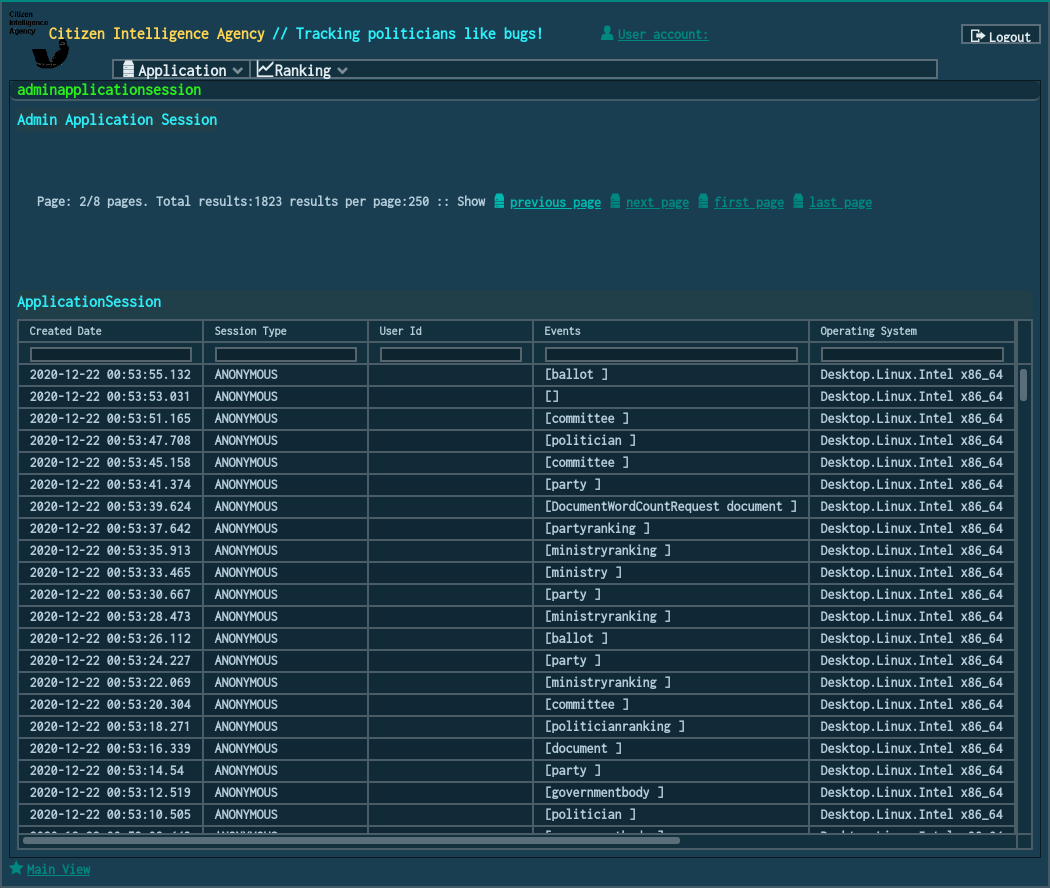 Citizen
Intelligence
Agency
Citizen Intelligence Agency // Tracking politicians like bugs!
User account:
Logout
Application Ranking
adminapplicationsession
Admin Application Session
Page: 2/8 pages. Total results:1823 results per page:250 :: Show previous page next page first page last page
ApplicationSession
Created Date Session Type User Id Events Operating System
2020-12-22 00:53:55.132 ANONYMOUS [ballot ] Desktop.Linux.Intel x86_64
2020-12-22 00:53:53.031 ANONYMOUS [] Desktop.Linux.Intel x86_64
2020-12-22 00:53:51.165 ANONYMOUS [committee ] Desktop.Linux.Intel x86_64
2020-12-22 00:53:47.708 ANONYMOUS [politician ] Desktop.Linux.Intel x86_64
2020-12-22 00:53:45.158 ANONYMOUS [committee ] Desktop.Linux.Intel x86_64
2020-12-22 00:53:41.374 ANONYMOUS [party ] Desktop.Linux.Intel x86_64
2020-12-22 00:53:39.624 ANONYMOUS [DocumentWordCountRequest document ] Desktop.Linux.Intel x86_64
2020-12-22 00:53:37.642 ANONYMOUS [partyranking ] Desktop.Linux.Intel x86_64
2020-12-22 00:53:35.913 ANONYMOUS [ministryranking ] Desktop.Linux.Intel x86_64
2020-12-22 00:53:33.465 ANONYMOUS [ministry ] Desktop.Linux.Intel x86_64
2020-12-22 00:53:30.667 ANONYMOUS [party ] Desktop.Linux.Intel x86_64
2020-12-22 00:53:28.473 ANONYMOUS [ministryranking ] Desktop.Linux.Intel x86_64
2020-12-22 00:53:26.112 ANONYMOUS [ballot ] Desktop.Linux.Intel x86_64
2020-12-22 00:53:24.227 ANONYMOUS [party ] Desktop.Linux.Intel x86_64
2020-12-22 00:53:22.069 ANONYMOUS [ministryranking ] Desktop.Linux.Intel x86_64
2020-12-22 00:53:20.304 ANONYMOUS [committee ] Desktop.Linux.Intel x86_64
2020-12-22 00:53:18.271 ANONYMOUS [politicianranking ] Desktop.Linux.Intel x86_64
2020-12-22 00:53:16.339 ANONYMOUS [document ] Desktop.Linux.Intel x86_64
2020-12-22 00:53:14.54 ANONYMOUS [party ] Desktop.Linux.Intel x86_64
2020-12-22 00:53:12.519 ANONYMOUS [governmentbody ] Desktop.Linux.Intel x86_64
2020-12-22 00:53:10.505 ANONYMOUS [politician ] Desktop.Linux.Intel x86_64
Main View